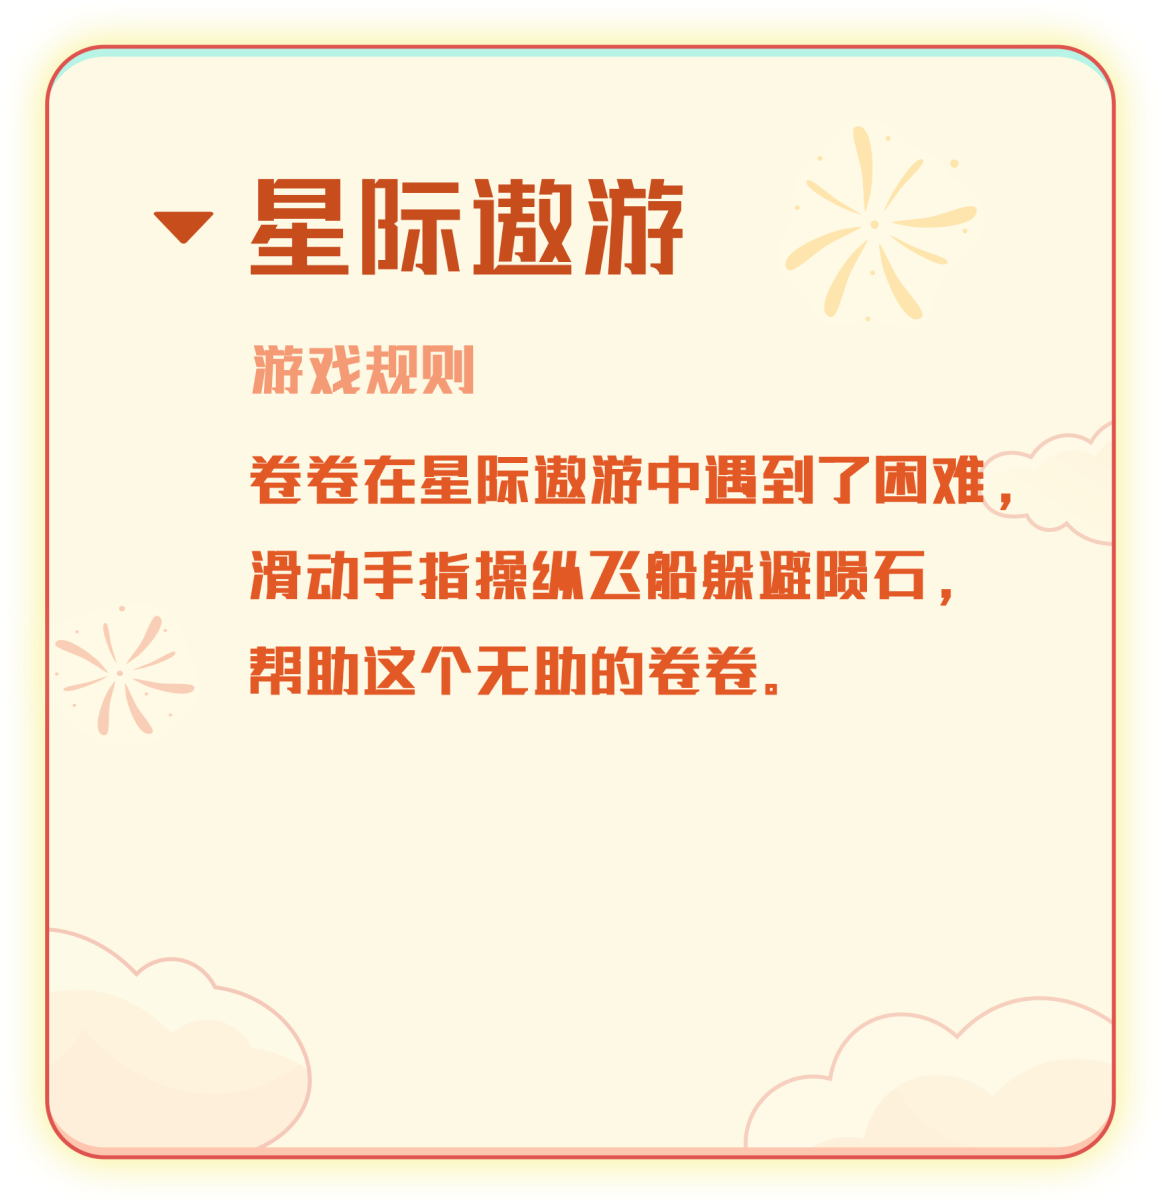 星际遨游
游戏规则
卷卷在星际遨游中遇到了困难，
滑动手指操纵飞船躲避陨石，
帮助这个无助的卷卷。